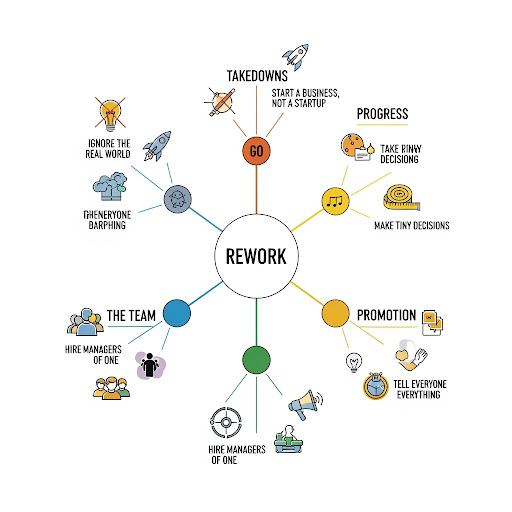 TAKEDOWNS
START A BUSINESS,
NOT A STARTUP
GO
PROGRESS
TAKE RINY
DECISIONG
MAKE TINY DECISIONS
IGNORE THE
REAL WORLD
THENERYONE
BARPHING
REWORK
THE TEAM
HIRE MANAGERS
OF ONE
PROMOTION
TELL EVERYONE
EVERYTHING
HIRE MANAGERS
OF ONE